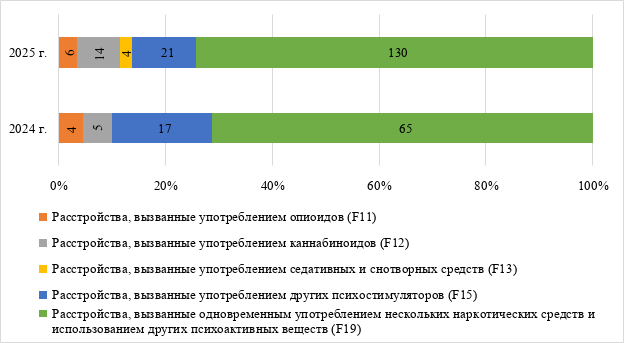 2025 г.
6 14 4 21 130
2024 г.
4 5 17 65
0% 20% 40% 60% 80% 100%
Расстройства, вызванные употреблением опиоидов (F11)
Расстройства, вызванные употреблением каннабиноидов (F12)
Расстройства, вызванные употреблением седативных и снотворных средств (F13)
Расстройства, вызванные употреблением других психостимуляторов (F15)
Расстройства, вызванные одновременным употреблением нескольких наркотических средств и
использованием других психоактивных веществ (F19)